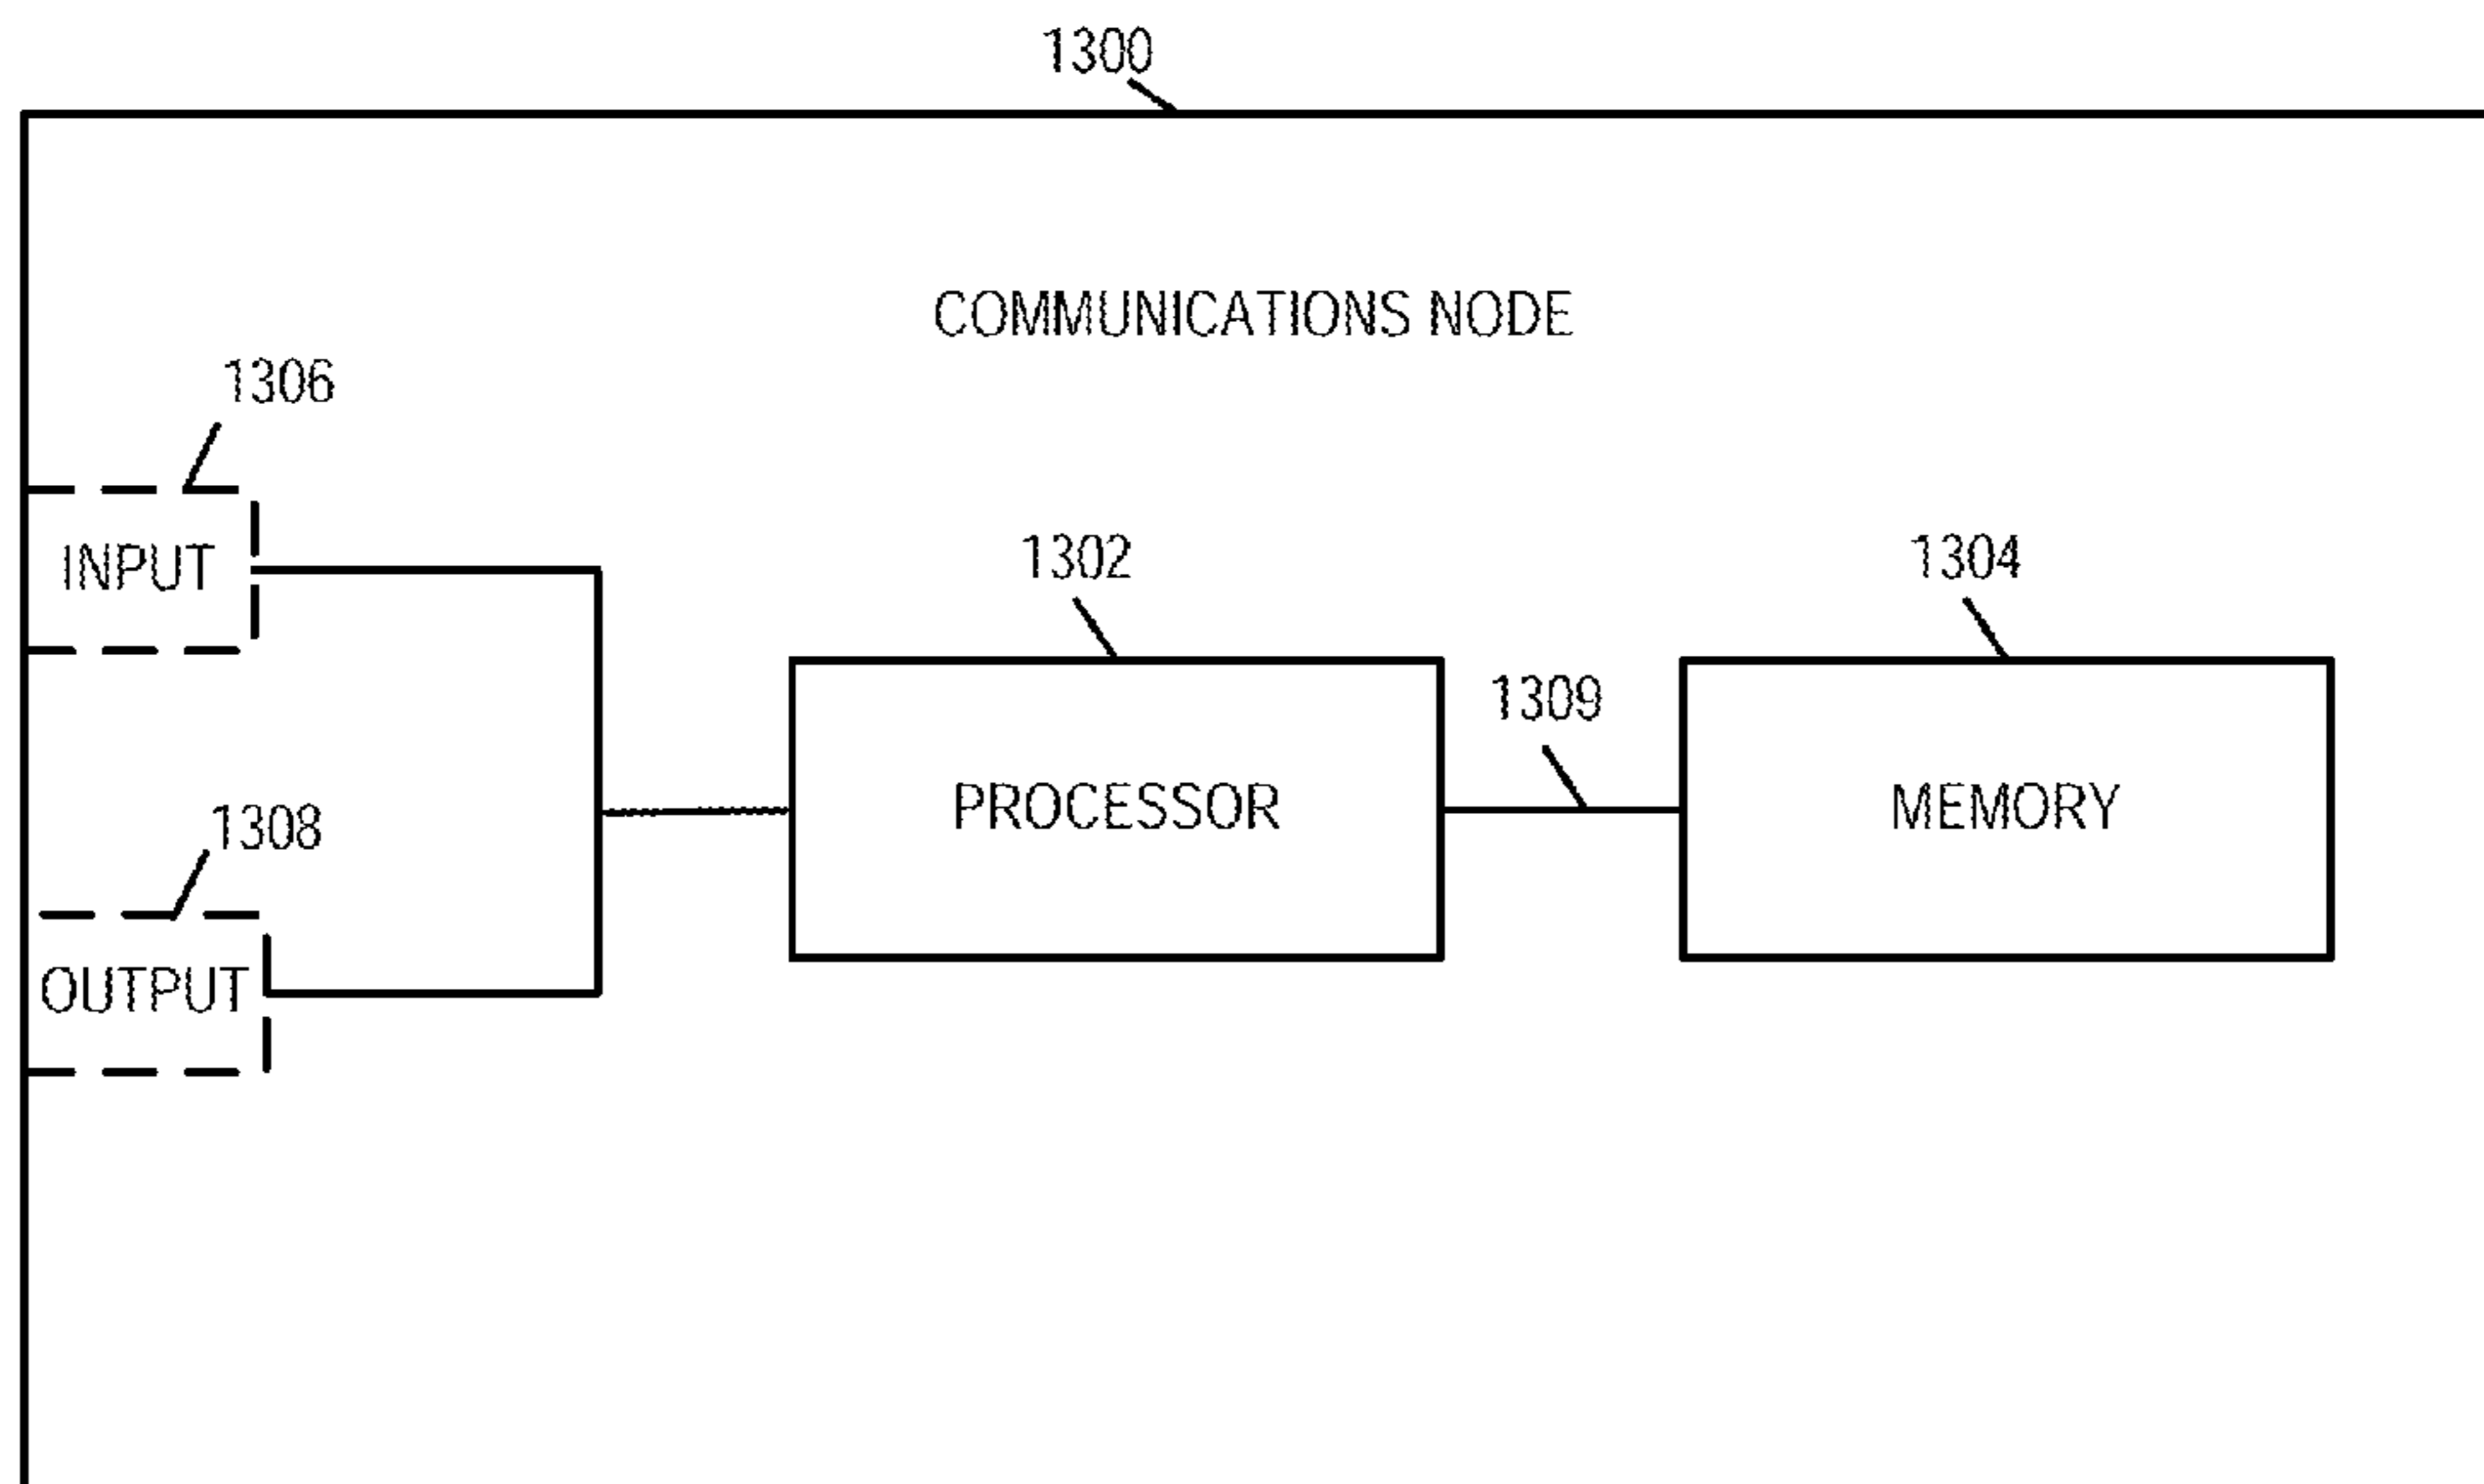 1300
COMMUNICATIONS NODE
1306
INPUT
1302
1304
1309
PROCESSOR
MEMORY
1308
OUTPUT